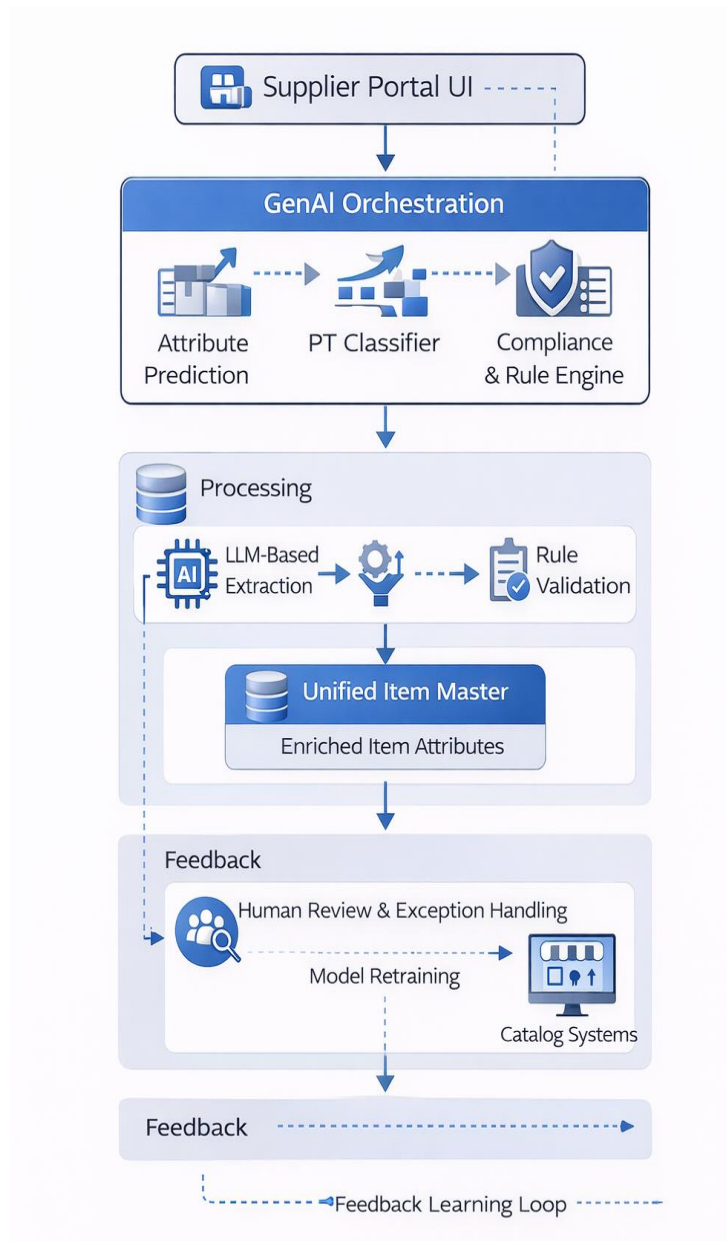 Supplier Portal UI
GenAI Orchestration
Attribute
Prediction
PT Classifier
Compliance
& Rule Engine
Processing
AI
LLM-Based
Extraction
Rule
Validation
Unified Item Master
Enriched Item Attributes
Feedback
Human Review & Exception Handling
Model Retraining
Catalog Systems
Feedback
Feedback Learning Loop